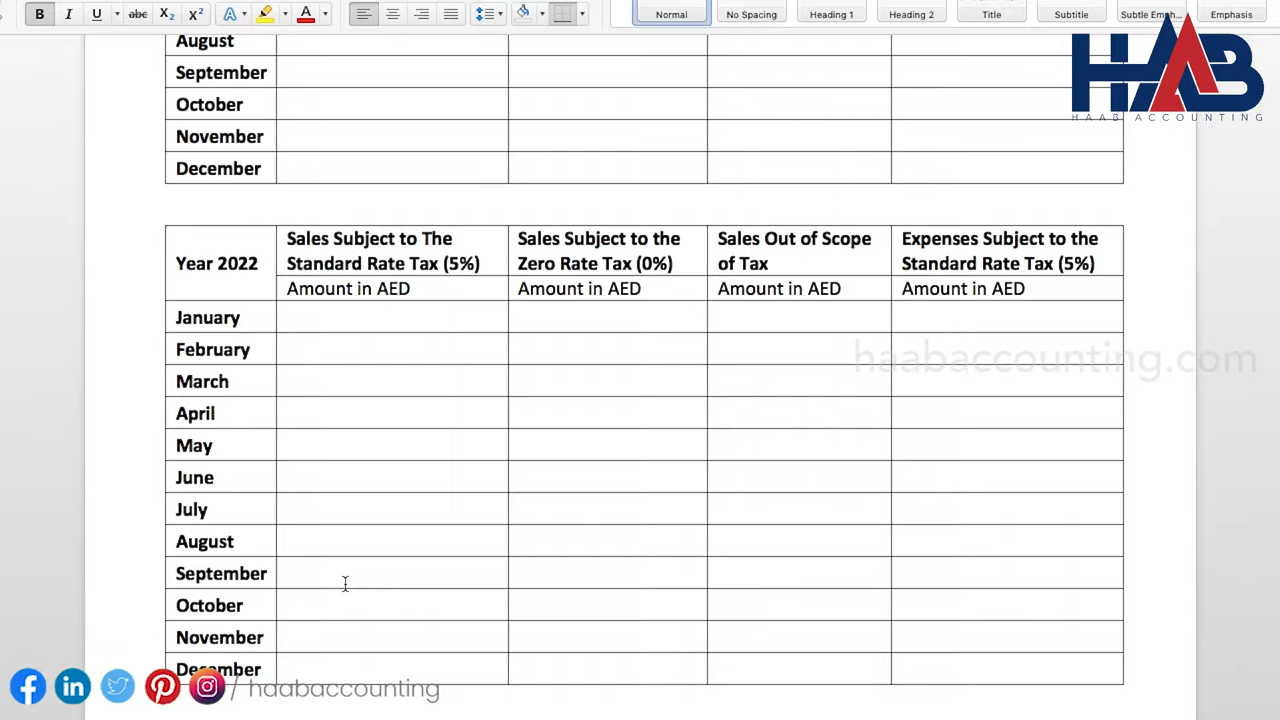 B I U abc X₂ X² A A
Normal No Spacing Heading 1 Heading 2 Title Subtitle Subtle Emph... Emphasis
HAAB
HAAB ACCOUNTING
August
September
October
November
December
Year 2022
Sales Subject to The
Standard Rate Tax (5%)
Amount in AED
Sales Subject to the
Zero Rate Tax (0%)
Amount in AED
Sales Out of Scope
of Tax
Amount in AED
Expenses Subject to the
Standard Rate Tax (5%)
Amount in AED
January
February
haabaccounting.com
March
April
May
June
July
August
September
October
November
December
/ haabaccounting